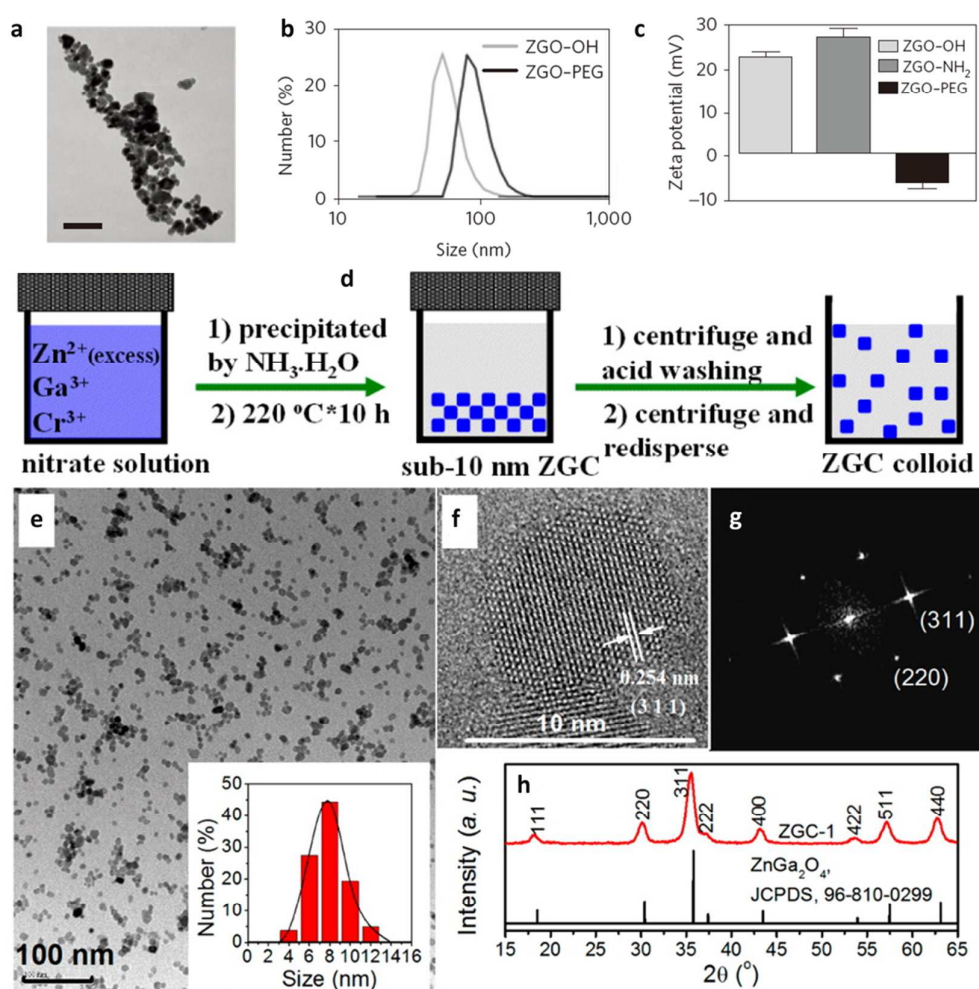 a
b
30
20
10
0
Number (%)
ZGO–OH
ZGO–PEG
10
100
1,000
Size (nm)
c
30
20
10
0
–10
Zeta potential (mV)
ZGO–OH
ZGO–NH₂
ZGO–PEG
d
Zn²⁺(excess)
Ga³⁺
Cr³⁺
nitrate solution
1) precipitated
by NH₃.H₂O
2) 220 ºC*10 h
sub-10 nm ZGC
1) centrifuge and
acid washing
2) centrifuge and
redisperse
ZGC colloid
e
100 nm
50
40
30
20
10
0
Number (%)
0 2 4 6 8 10 12 14 16
Size (nm)
f
0.254 nm
(3 1 1)
10 nm
g
(311)
(220)
h
Intensity (a. u.)
111
220
311
222
400
422
511
440
ZGC-1
ZnGa₂O₄,
JCPDS, 96-810-0299
15 20 25 30 35 40 45 50 55 60 65
2θ (°)